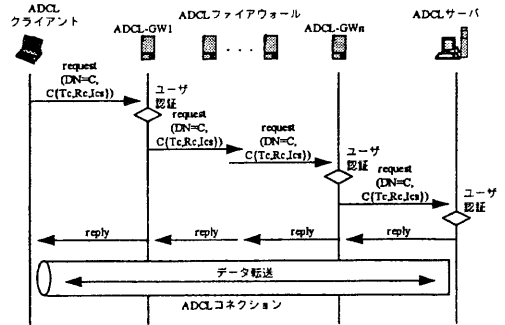 ADCL
クライアント
ADCLファイアウォール
ADCL-GW1
ADCL-GWn
ADCLサーバ
request
(DN=C,
C{Tc,Rc,Ics})
ユーザ
認証
request
(DN=C,
C{Tc,Rc,Ics})
request
(DN=C,
C{Tc,Rc,Ics})
ユーザ
認証
request
(DN=C,
C{Tc,Rc,Ics})
ユーザ
認証
reply
reply
reply
reply
データ転送
ADCLコネクション